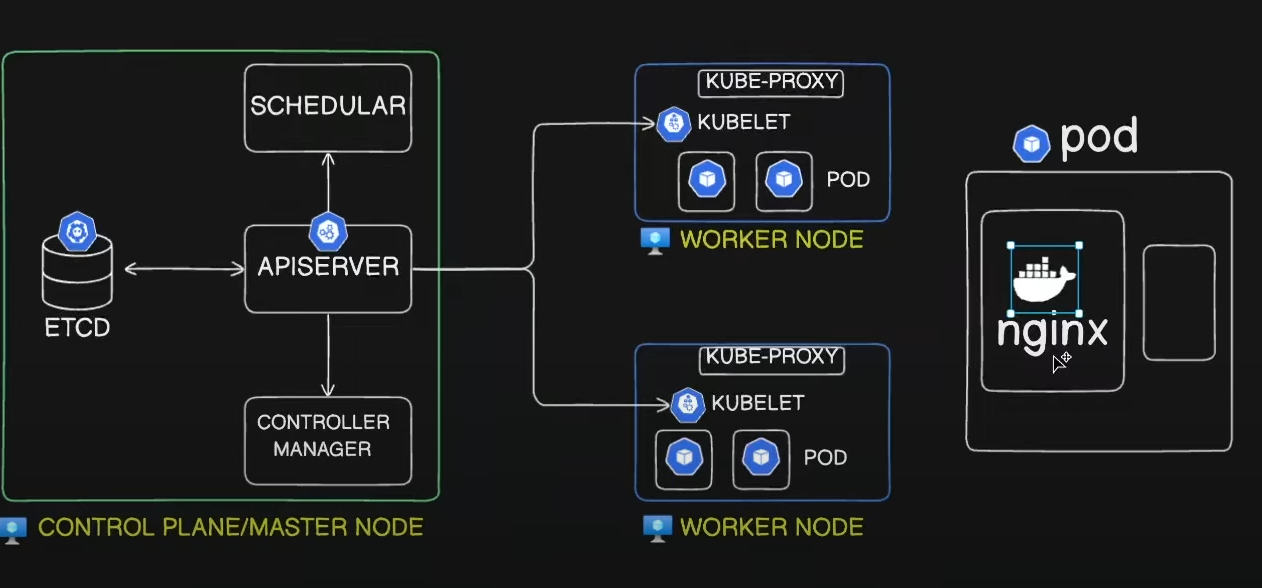 SCHEDULAR
APISERVER
ETCD
CONTROLLER
MANAGER
CONTROL PLANE/MASTER NODE
KUBE-PROXY
KUBELET
POD
WORKER NODE
KUBE-PROXY
KUBELET
POD
WORKER NODE
pod
nginx